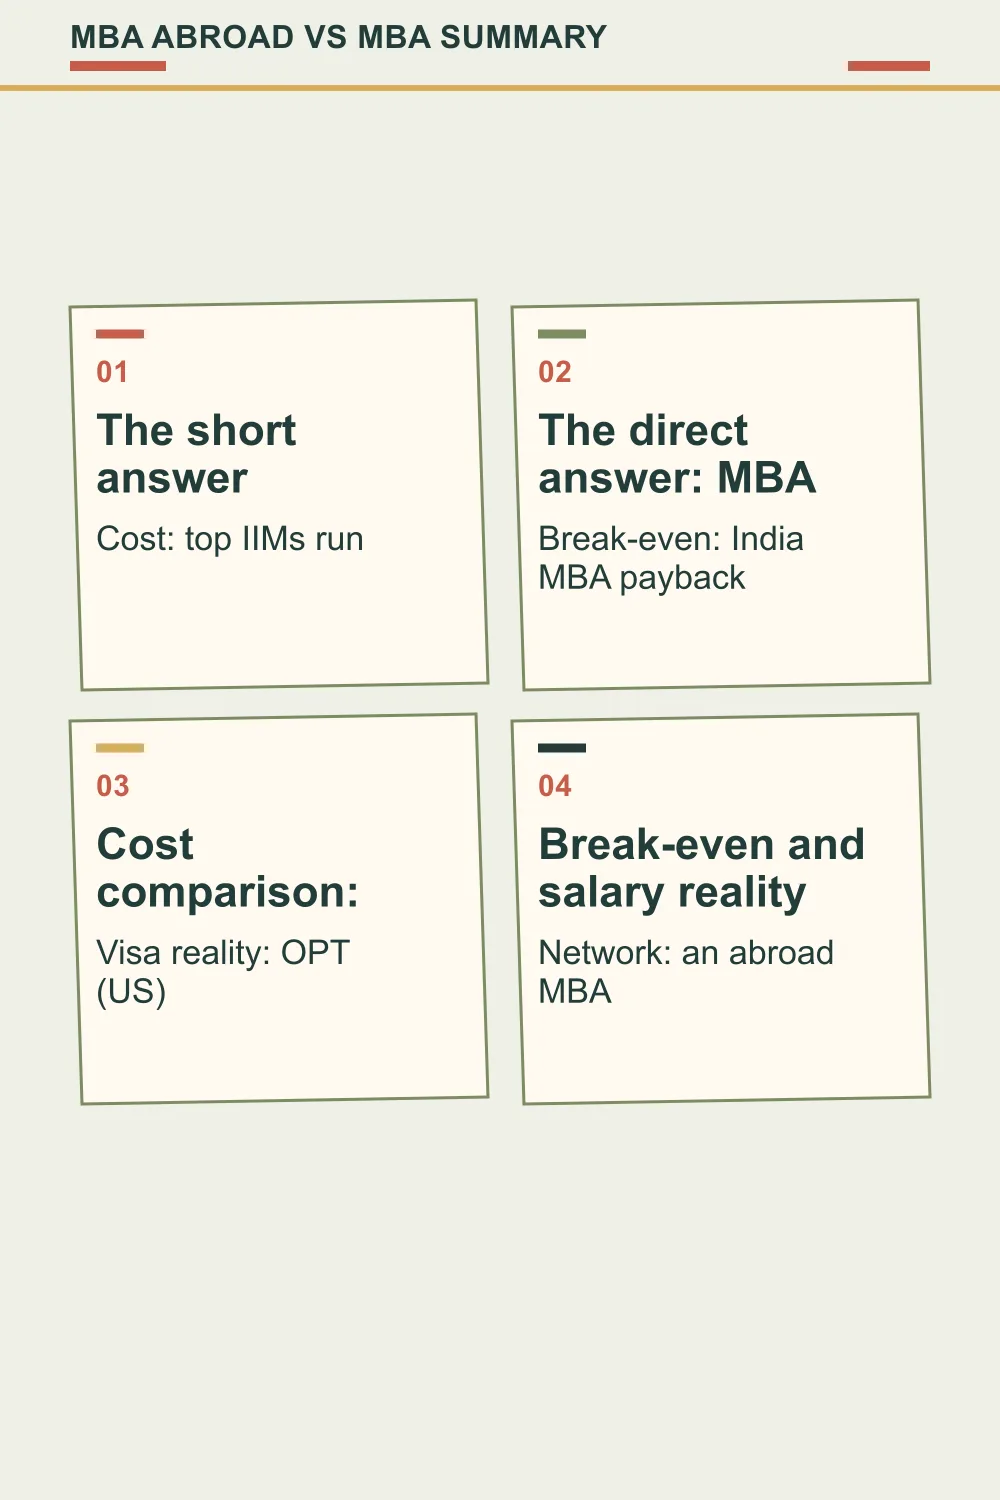 MBA ABROAD VS MBA SUMMARY
01
The short
answer
Cost: top IIMs run
02
The direct
answer: MBA
Break-even: India
MBA payback
03
Cost
comparison:
Visa reality: OPT
(US)
04
Break-even and
salary reality
Network: an abroad
MBA